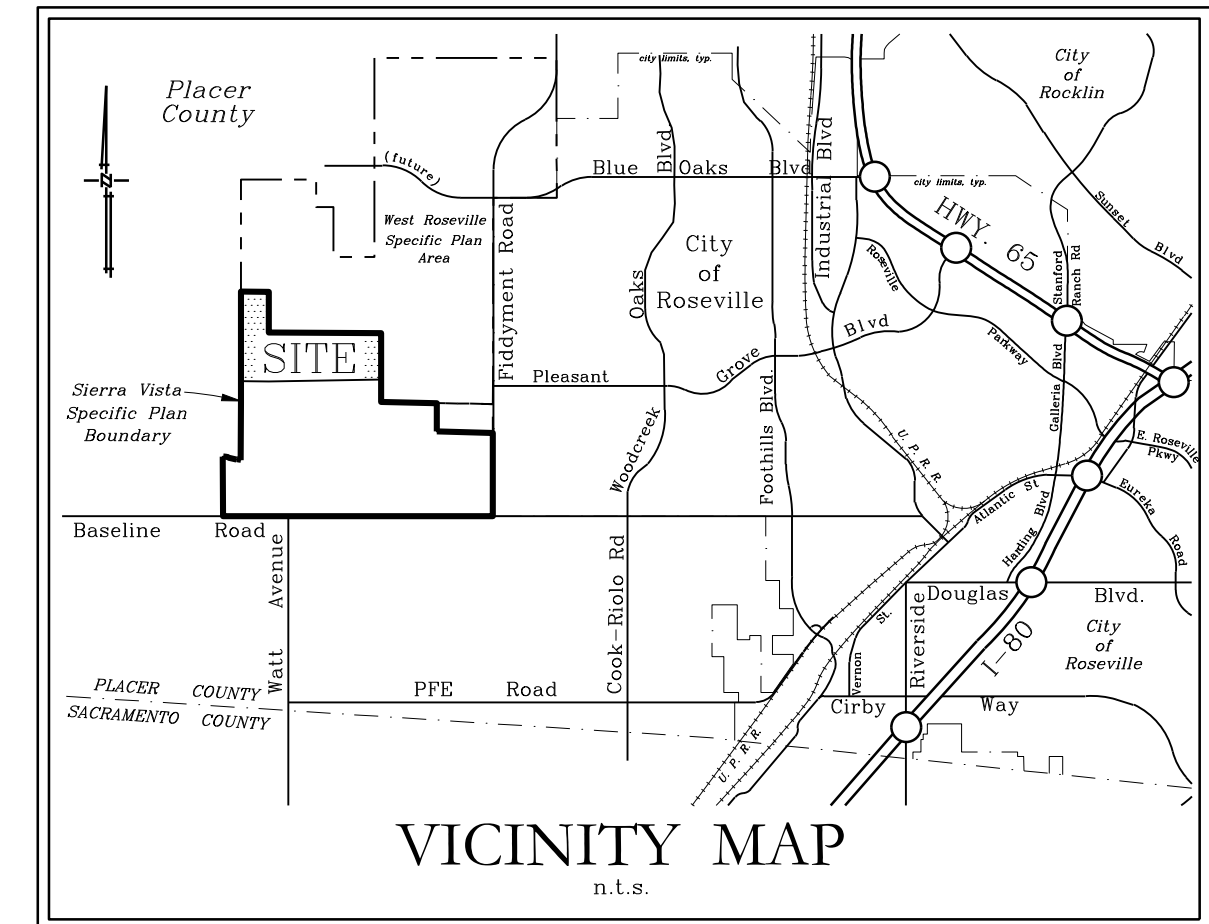 city limits, typ.
City
of
Rocklin
Placer
County
N
(future)
Blue Oaks Blvd
Blvd
Oaks
Woodcreek
Industrial Blvd
city limits, typ.
Sunset Blvd
HWY. 65
West Roseville
Specific Plan
Area
Fiddyment Road
City
of
Roseville
Roseville
Parkway
Stanford
Ranch Rd
SITE
Sierra Vista
Specific Plan
Boundary
Pleasant Grove Blvd
Foothills Blvd.
Galleria Blvd
U. P. R. R.
E. Roseville
Pkwy
Atlantic St
Eureka Road
Harding Blvd
Baseline Road
Watt Avenue
Cook-Riolo Rd
Douglas Blvd.
Riverside
Vernon St.
City
of
Roseville
I-80
PLACER COUNTY
SACRAMENTO COUNTY
PFE Road
Cirby Way
U. P. R. R.
VICINITY MAP
n.t.s.